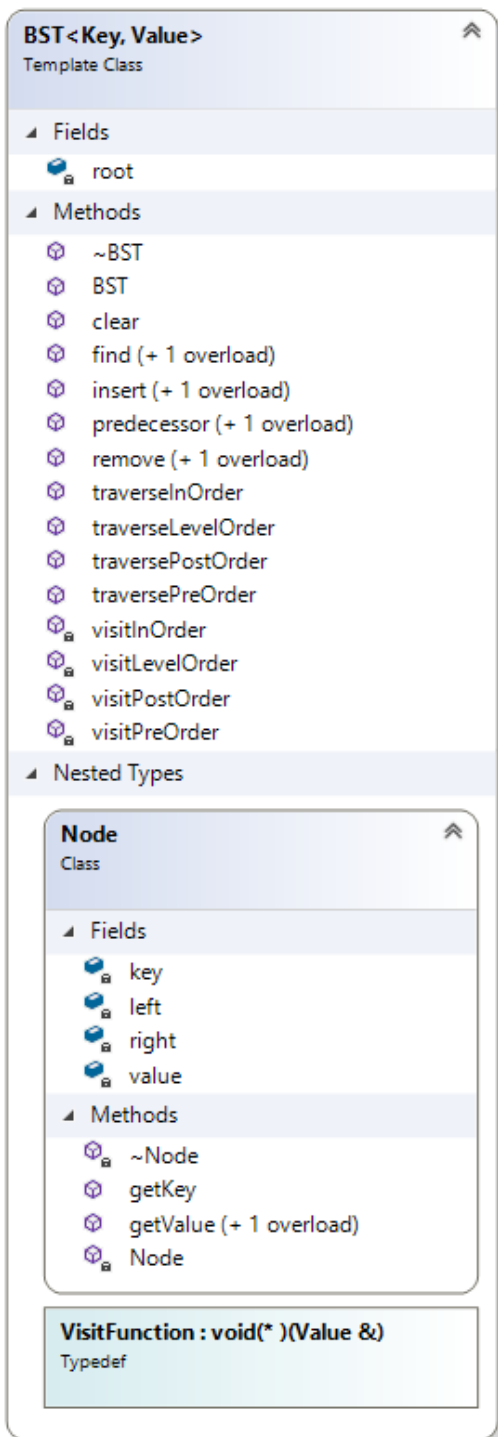 BST<Key, Value>
Template Class
Fields
root
Methods
~BST
BST
clear
find (+ 1 overload)
insert (+ 1 overload)
predecessor (+ 1 overload)
remove (+ 1 overload)
traverseInOrder
traverseLevelOrder
traversePostOrder
traversePreOrder
visitInOrder
visitLevelOrder
visitPostOrder
visitPreOrder
Nested Types
Node
Class
Fields
key
left
right
value
Methods
~Node
getKey
getValue (+ 1 overload)
Node
VisitFunction : void(* )(Value &)
Typedef